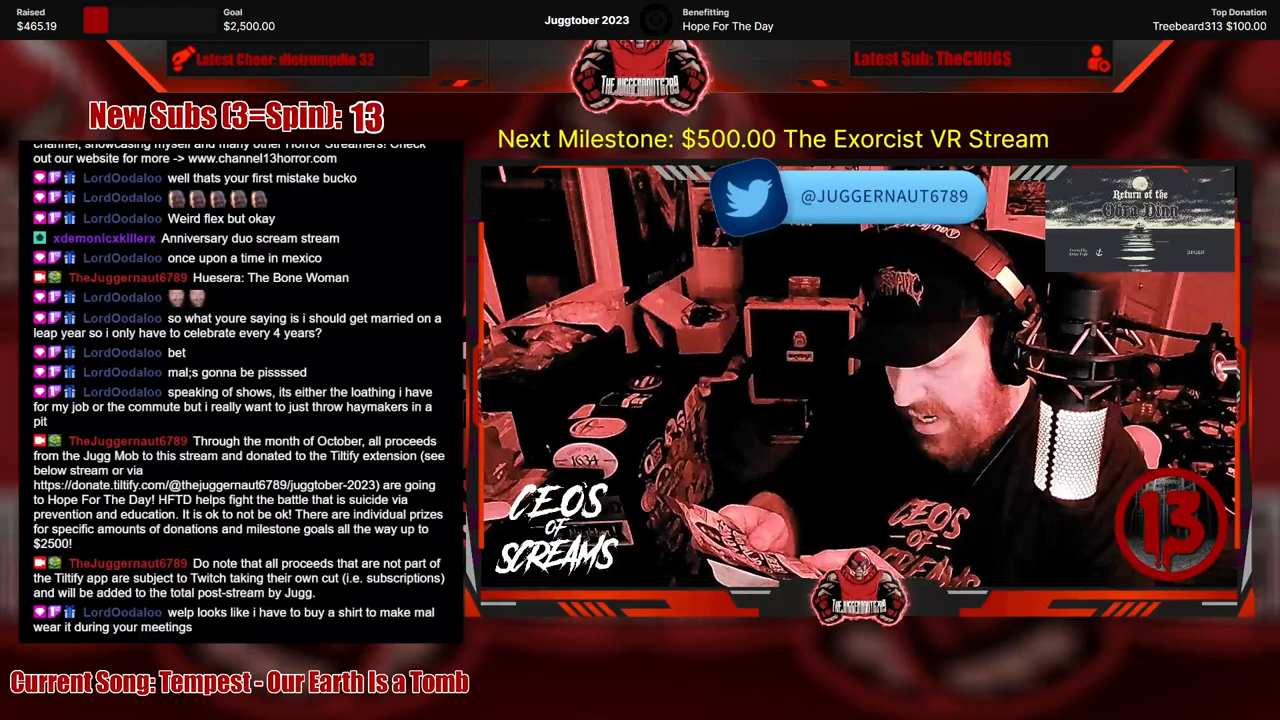 Raised
$465.19
Goal
$2,500.00
Juggtober 2023
Benefitting
Hope For The Day
Top Donation
Treebeard313 $100.00
Latest Cheer: dietrumpdie 32
THEJUGGERNAUT6789
Latest Sub: TheCHUGS
New Subs (3=Spin): 13
Next Milestone: $500.00 The Exorcist VR Stream
channel, showcasing myself and many other Horror Streamers! Check
out our website for more -> www.channel13horror.com
LordOodaloo well thats your first mistake bucko
LordOodaloo
LordOodaloo Weird flex but okay
xdemonicxkillerx Anniversary duo scream stream
LordOodaloo once upon a time in mexico
TheJuggernaut6789 Huesera: The Bone Woman
LordOodaloo
LordOodaloo so what youre saying is i should get married on a
leap year so i only have to celebrate every 4 years?
LordOodaloo bet
LordOodaloo mal;s gonna be pisssssed
LordOodaloo speaking of shows, its either the loathing i have
for my job or the commute but i really want to just throw haymakers in a
pit
TheJuggernaut6789 Through the month of October, all proceeds
from the Jugg Mob to this stream and donated to the Tiltify extension (see
below stream or via
https://donate.tiltify.com/@thejuggernaut6789/juggtober-2023) are going
to Hope For The Day! HFTD helps fight the battle that is suicide via
prevention and education. It is ok to not be ok! There are individual prizes
for specific amounts of donations and milestone goals all the way up to
$2500!
TheJuggernaut6789 Do note that all proceeds that are not part of
the Tiltify app are subject to Twitch taking their own cut (i.e. subscriptions)
and will be added to the total post-stream by Jugg.
LordOodaloo welp looks like i have to buy a shirt to make mal
wear it during your meetings
@JUGGERNAUT6789
Return of the
Obra Dinn
1634
CEO'S
OF
SCREAMS
CEO'S
OF
SCREAMS
13
THEJUGGERNAUT6789
Current Song: Tempest - Our Earth Is a Tomb